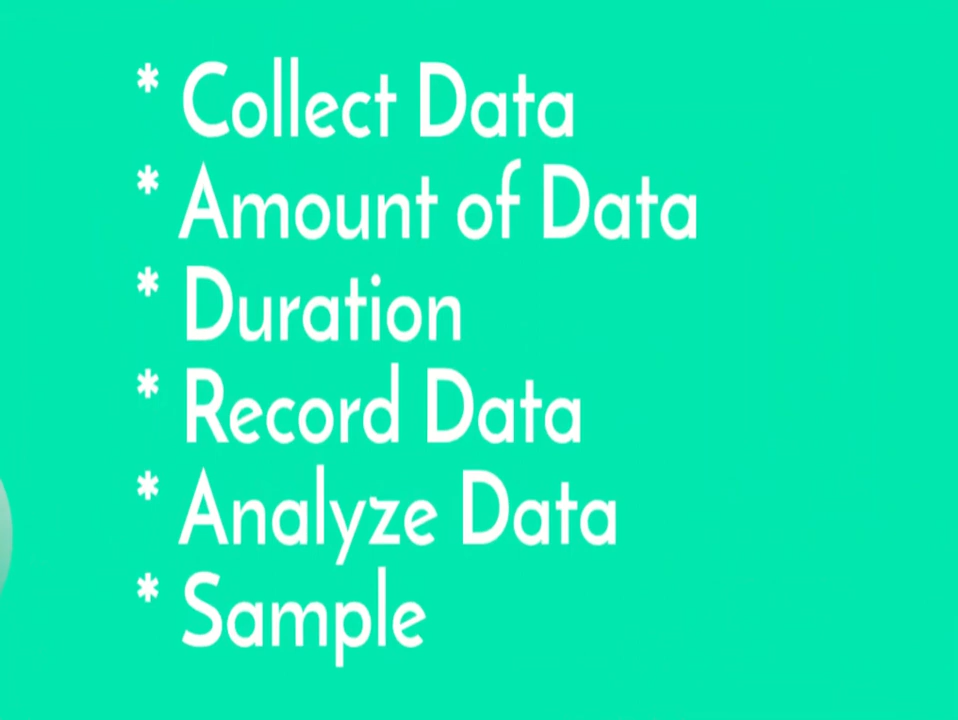 * Collect Data
* Amount of Data
* Duration
* Record Data
* Analyze Data
* Sample